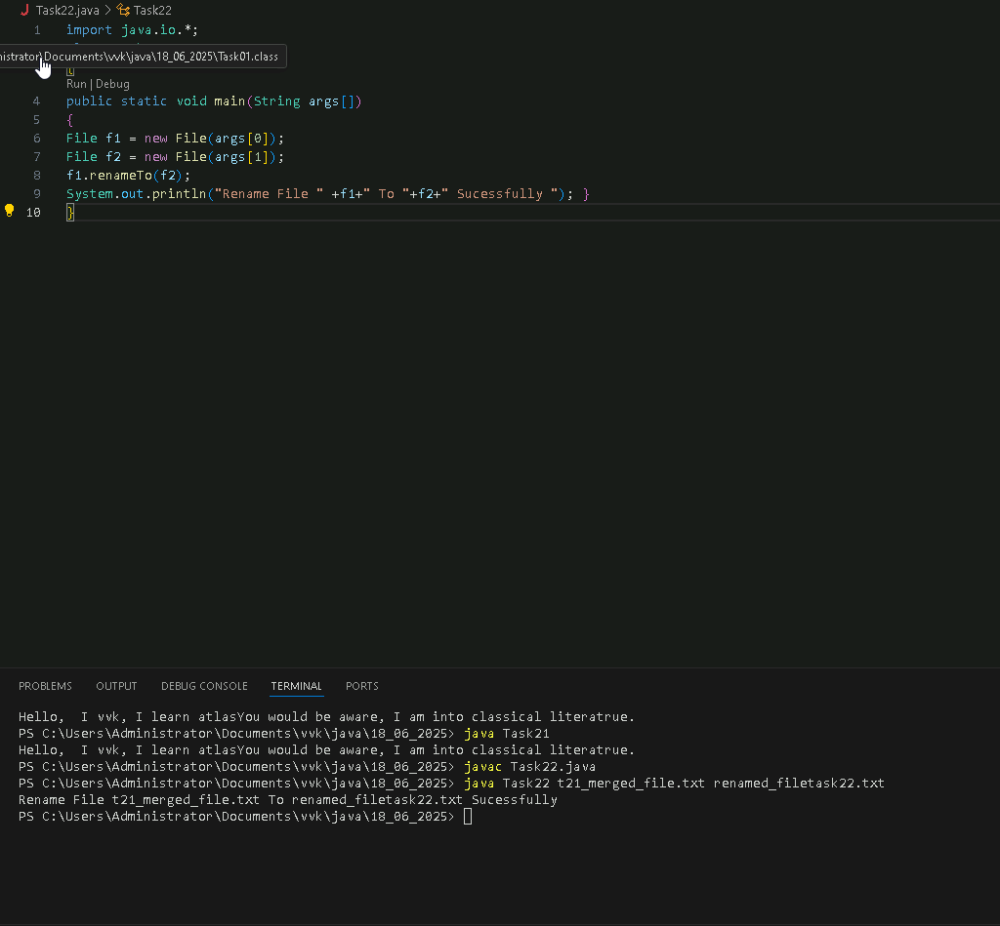 Task22.java > Task22
1 import java.io.*;
nistrator\Documents\vvk\java\18_06_2025\Task01.class
{
Run | Debug
4 public static void main(String args[])
5 {
6 File f1 = new File(args[0]);
7 File f2 = new File(args[1]);
8 f1.renameTo(f2);
9 System.out.println("Rename File " +f1+" To "+f2+" Sucessfully "); }
10 }
PROBLEMS OUTPUT DEBUG CONSOLE TERMINAL PORTS
Hello,  I vvk, I learn atlasYou would be aware, I am into classical literatrue.
PS C:\Users\Administrator\Documents\vvk\java\18_06_2025> java Task21
Hello,  I vvk, I learn atlasYou would be aware, I am into classical literatrue.
PS C:\Users\Administrator\Documents\vvk\java\18_06_2025> javac Task22.java
PS C:\Users\Administrator\Documents\vvk\java\18_06_2025> java Task22 t21_merged_file.txt renamed_filetask22.txt
Rename File t21_merged_file.txt To renamed_filetask22.txt Sucessfully
PS C:\Users\Administrator\Documents\vvk\java\18_06_2025>